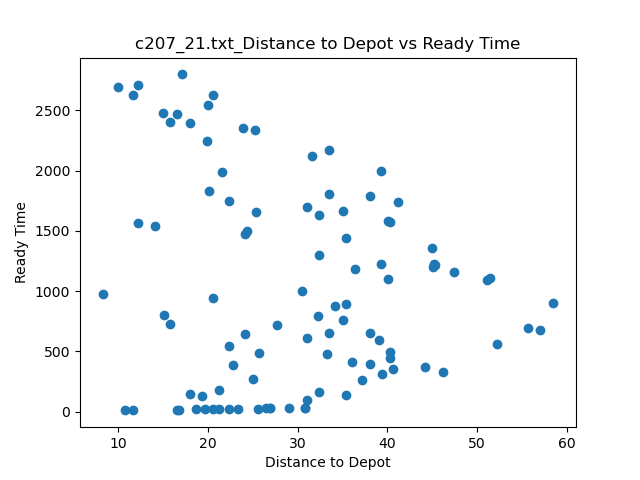 c207_21.txt_Distance to Depot vs Ready Time
2500
2000
1500
1000
500
0
Ready Time
10 20 30 40 50 60
Distance to Depot